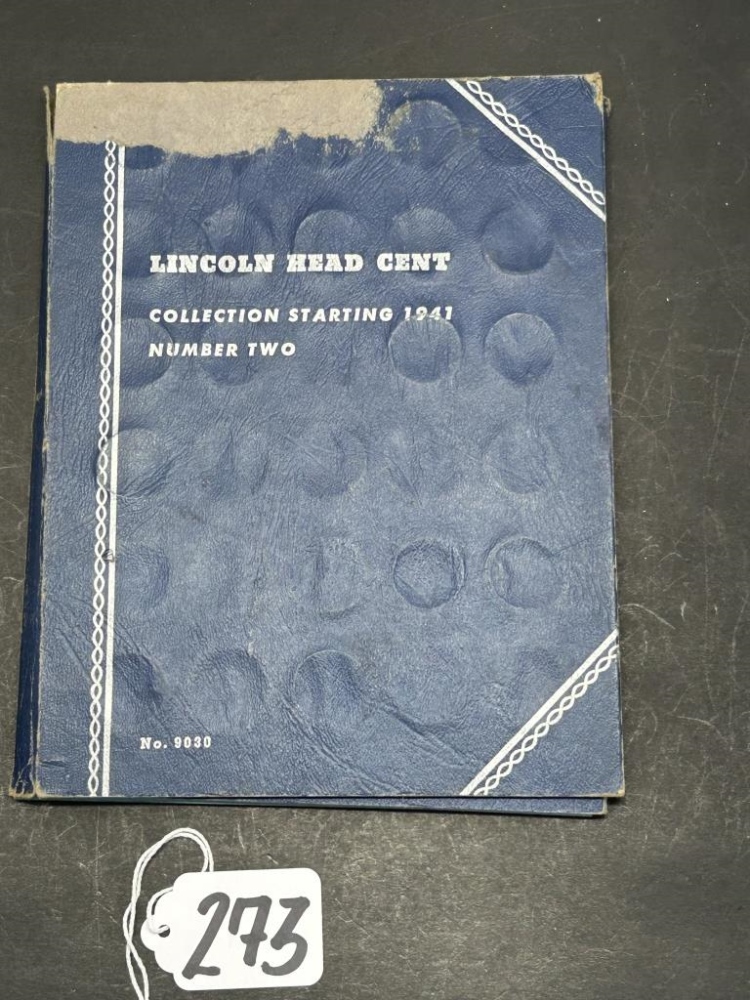 LINCOLN HEAD CENT
COLLECTION STARTING 1941
NUMBER TWO
No. 9030
273